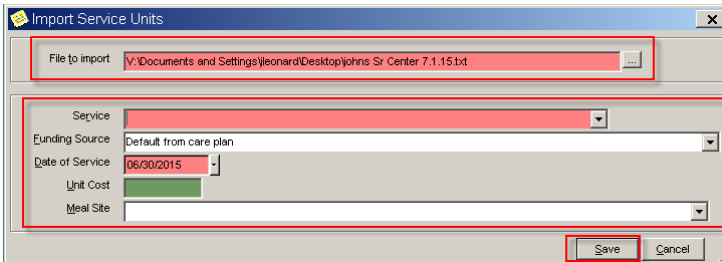 Import Service Units
File to import V:\Documents and Settings\jleonard\Desktop\johns Sr Center 7.1.15.txt ...
Service
Funding Source Default from care plan
Date of Service 06/30/2015
Unit Cost
Meal Site
Save Cancel